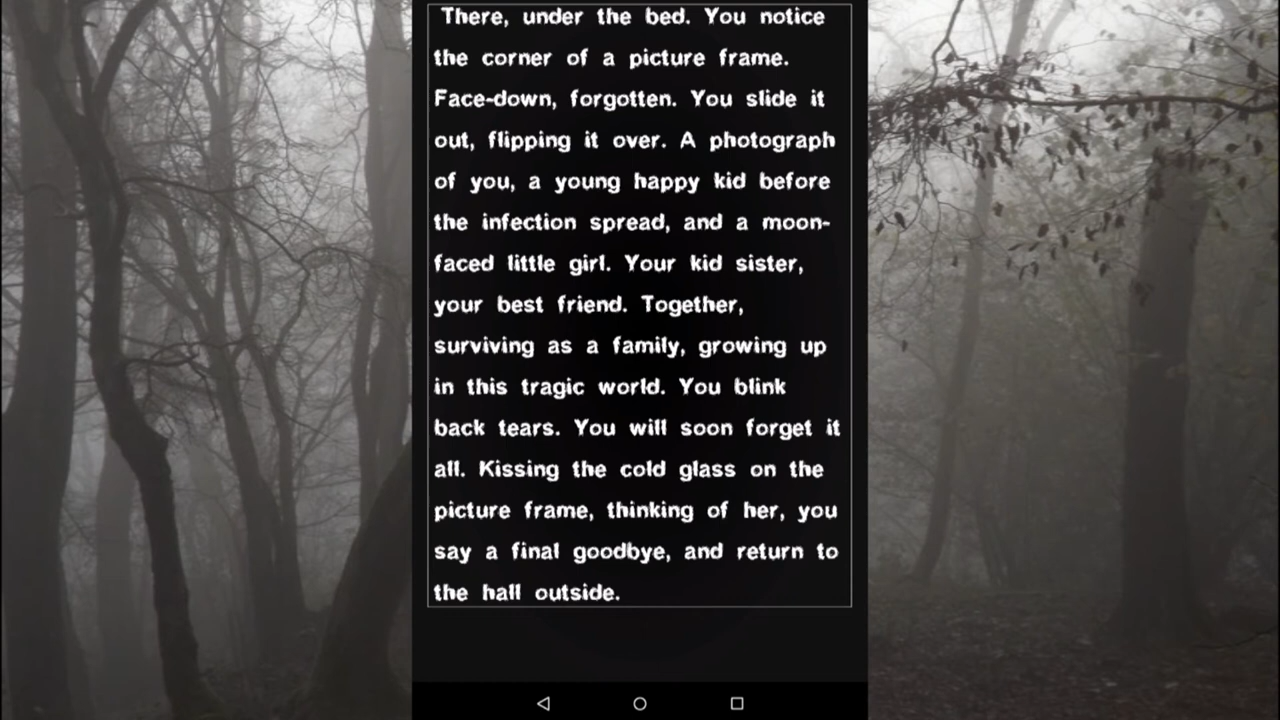 There, under the bed. You notice
the corner of a picture frame.
Face-down, forgotten. You slide it
out, flipping it over. A photograph
of you, a young happy kid before
the infection spread, and a moon-
faced little girl. Your kid sister,
your best friend. Together,
surviving as a family, growing up
in this tragic world. You blink
back tears. You will soon forget it
all. Kissing the cold glass on the
picture frame, thinking of her, you
say a final goodbye, and return to
the hall outside.